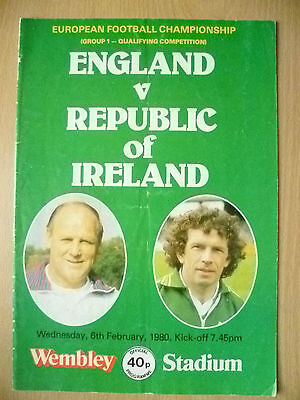 EUROPEAN FOOTBALL CHAMPIONSHIP
(GROUP 1 – QUALIFYING COMPETITION)
ENGLAND
v
REPUBLIC
of
IRELAND
Wednesday, 6th February, 1980, Kick-off 7.45pm
Wembley
OFFICIAL
40p
PROGRAMME
Stadium